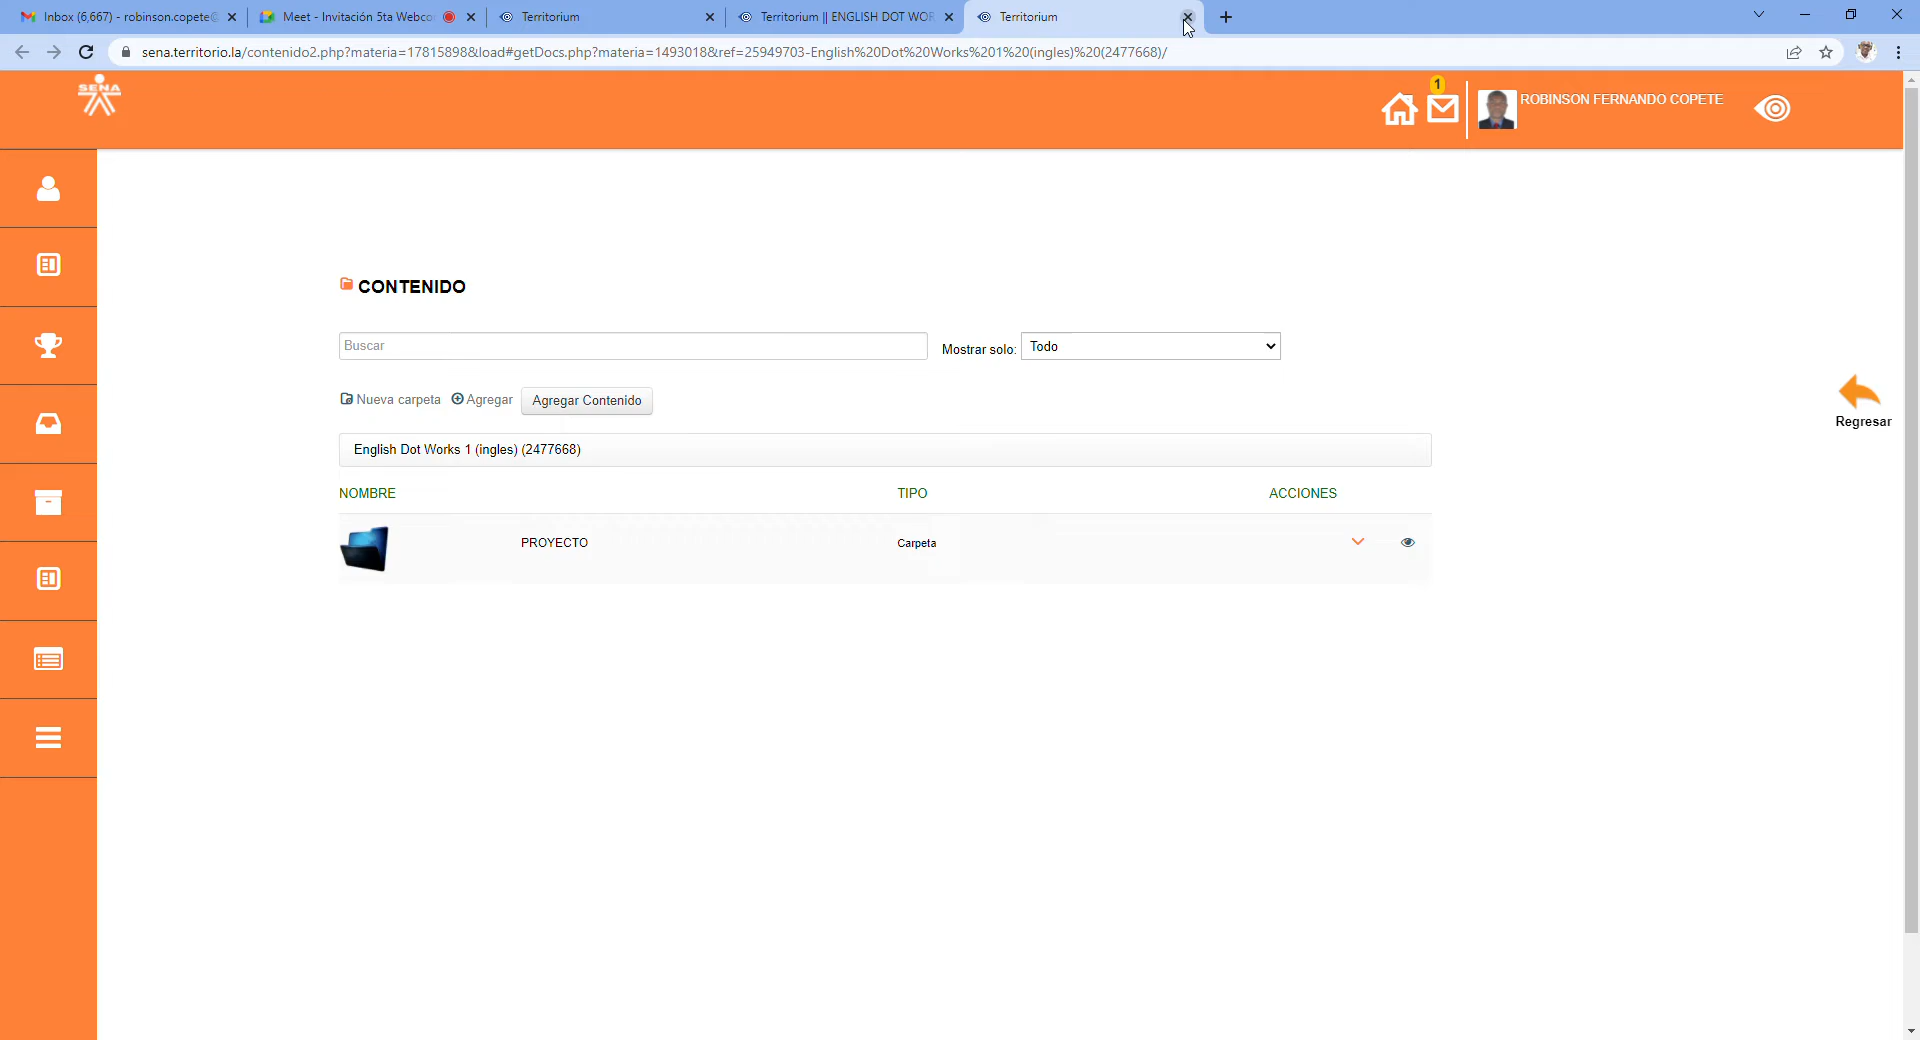 Inbox (6,667) - robinson.copete@
Meet - Invitación 5ta Webco
Territorium
Territorium || ENGLISH DOT WOR
Territorium
sena.territorio.la/contenido2.php?materia=17815898&load#getDocs.php?materia=1493018&ref=25949703-English%20Dot%20Works%201%20(ingles)%20(2477668)/
SENA
1
ROBINSON FERNANDO COPETE
CONTENIDO
Buscar
Mostrar solo: Todo
Regresar
Nueva carpeta Agregar Agregar Contenido
English Dot Works 1 (ingles) (2477668)
NOMBRE TIPO ACCIONES
PROYECTO Carpeta